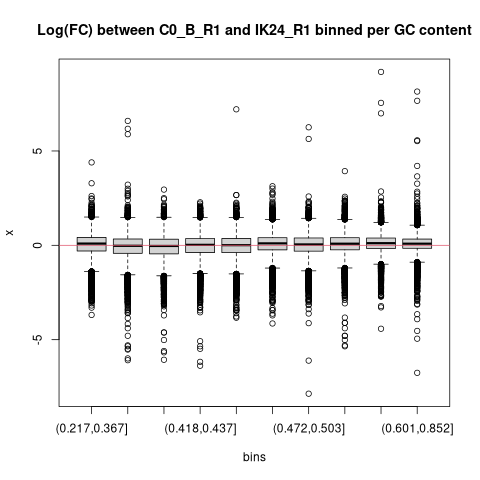 Log(FC) between C0_B_R1 and IK24_R1 binned per GC content
5
0
-5
x
(0.217,0.367]
(0.418,0.437]
(0.472,0.503]
(0.601,0.852]
bins